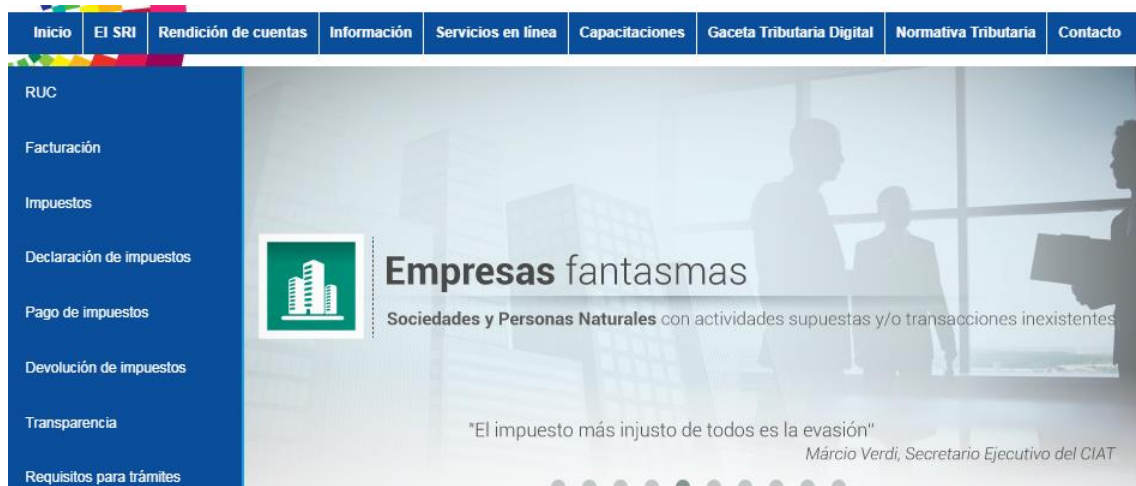 Inicio El SRI Rendición de cuentas Información Servicios en línea Capacitaciones Gaceta Tributaria Digital Normativa Tributaria Contacto
RUC
Facturación
Impuestos
Declaración de impuestos
Pago de impuestos
Devolución de impuestos
Transparencia
Requisitos para trámites
Empresas fantasmas
Sociedades y Personas Naturales con actividades supuestas y/o transacciones inexistentes
"El impuesto más injusto de todos es la evasión"
Márcio Verdi, Secretario Ejecutivo del CIAT